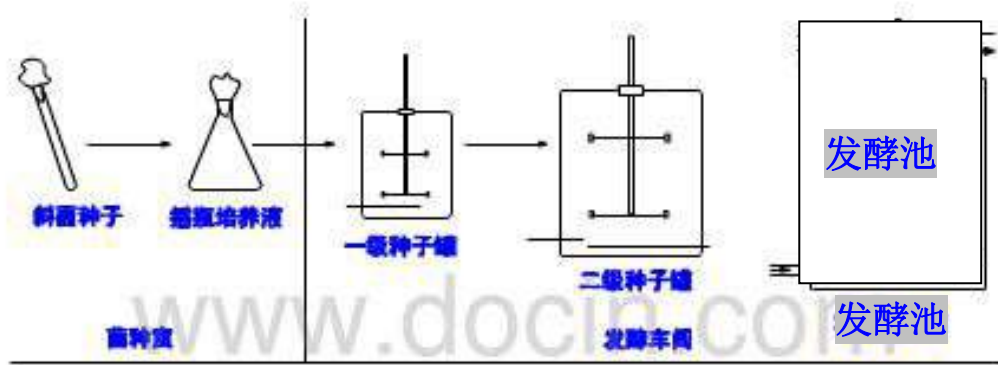 发酵池
斜面种子
摇瓶培养液
一级种子罐
二级种子罐
发酵池
菌种室
发酵车间
www.docin.com